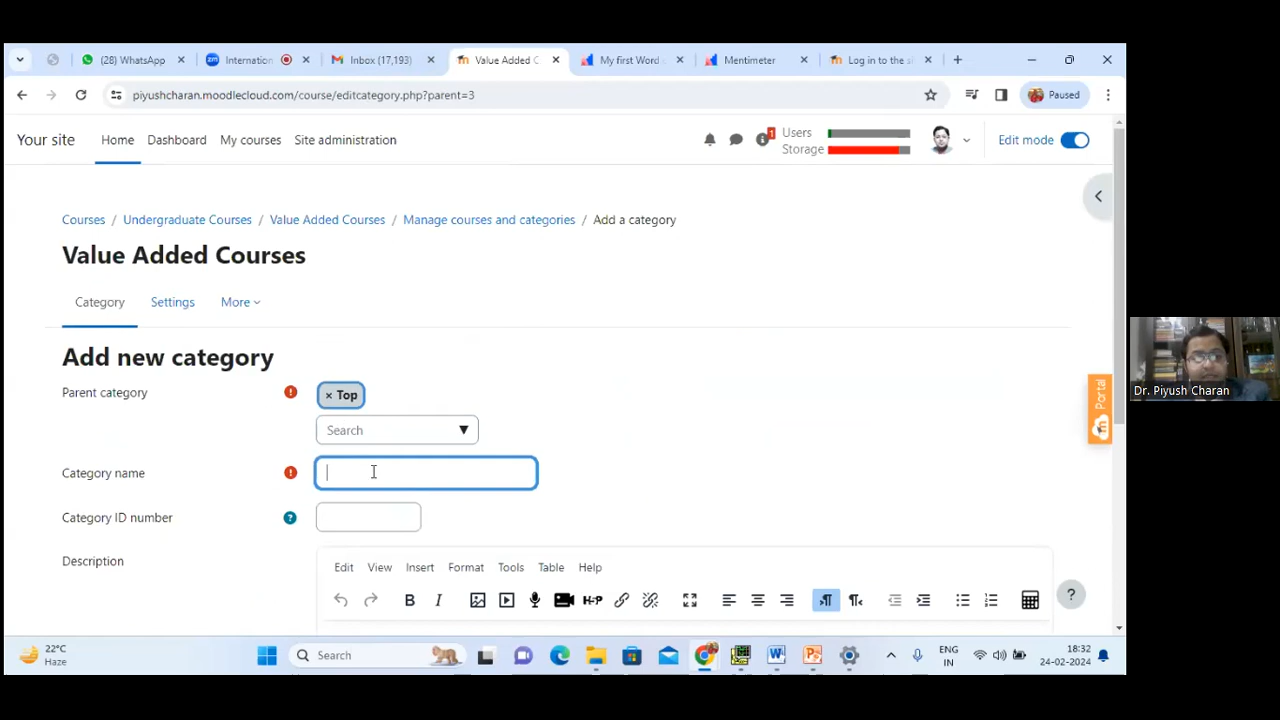 (28) WhatsApp
Internation
Inbox (17,193)
Value Added C
My first Word
Mentimeter
Log in to the
piyushcharan.moodlecloud.com/course/editcategory.php?parent=3
Paused
Your site
Home
Dashboard
My courses
Site administration
1
Users
Storage
Edit mode
Courses / Undergraduate Courses / Value Added Courses / Manage courses and categories / Add a category
Value Added Courses
Category
Settings
More
Add new category
Parent category
× Top
Search
Category name
Category ID number
Description
Edit
View
Insert
Format
Tools
Table
Help
B
I
H-P
Portal
Dr. Piyush Charan
22°C
Haze
Search
ENG
IN
18:32
24-02-2024